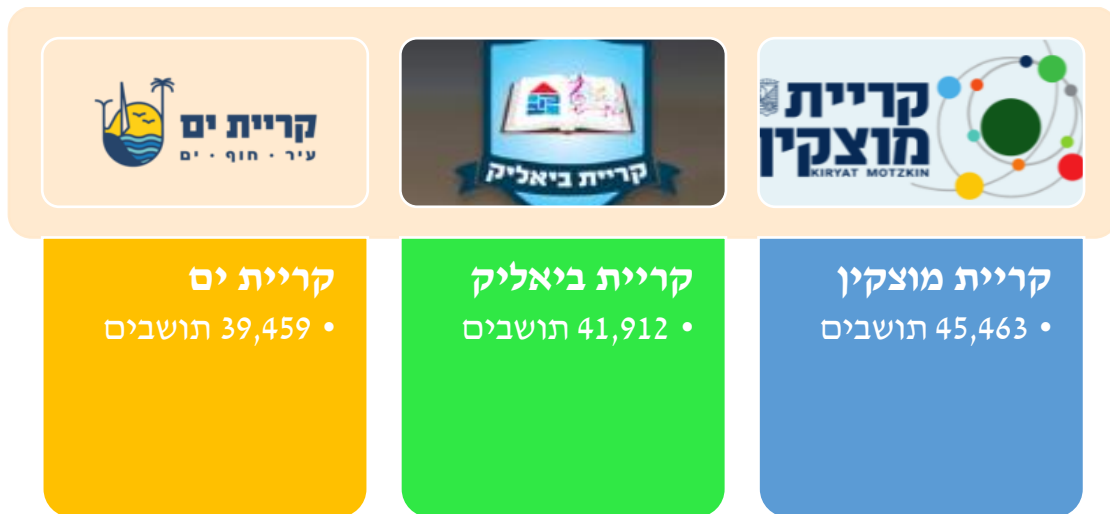 קריית
מוצקין
KIRYAT MOTZKIN
קריית ביאליק
קריית ים
עיר · חוף · ים
קריית מוצקין
• 45,463 תושבים
קריית ביאליק
• 41,912 תושבים
קריית ים
• 39,459 תושבים